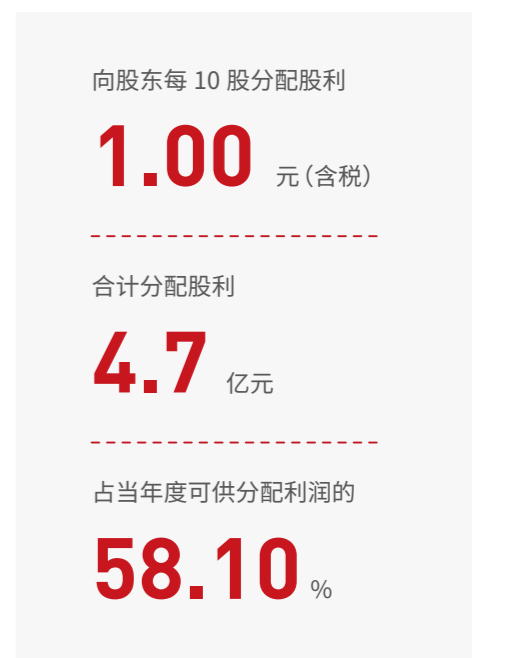 向股东每 10 股分配股利
1.00 元（含税）
合计分配股利
4.7 亿元
占当年度可供分配利润的
58.10 %